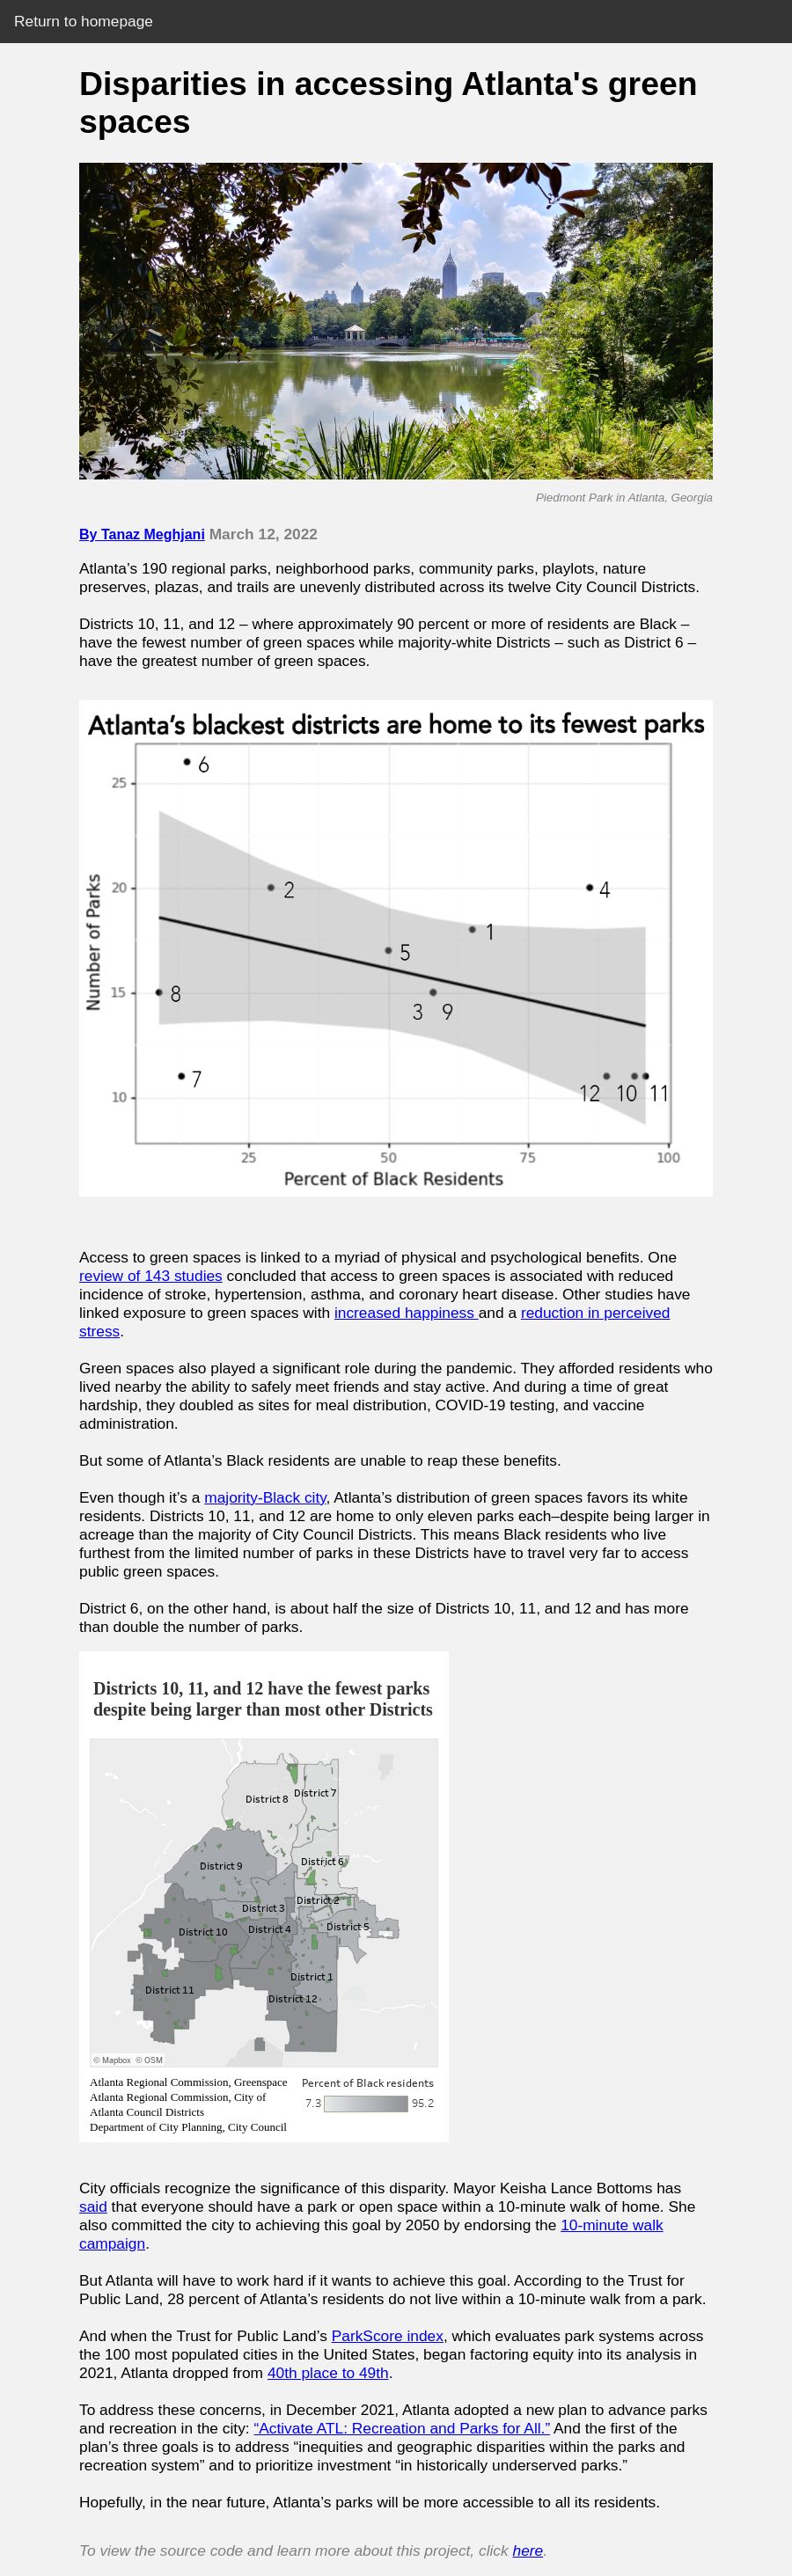 Return to homepage
Disparities in accessing Atlanta's green
spaces
Piedmont Park in Atlanta, Georgia
By Tanaz Meghjani March 12, 2022
Atlanta’s 190 regional parks, neighborhood parks, community parks, playlots, nature
preserves, plazas, and trails are unevenly distributed across its twelve City Council Districts.
Districts 10, 11, and 12 – where approximately 90 percent or more of residents are Black –
have the fewest number of green spaces while majority-white Districts – such as District 6 –
have the greatest number of green spaces.
Atlanta’s blackest districts are home to its fewest parks
6
25
20
2
4
1
5
Number of Parks
15
8
3 9
7
10
12 10 11
25 50 75 100
Percent of Black Residents
Access to green spaces is linked to a myriad of physical and psychological benefits. One
review of 143 studies concluded that access to green spaces is associated with reduced
incidence of stroke, hypertension, asthma, and coronary heart disease. Other studies have
linked exposure to green spaces with increased happiness and a reduction in perceived
stress.
Green spaces also played a significant role during the pandemic. They afforded residents who
lived nearby the ability to safely meet friends and stay active. And during a time of great
hardship, they doubled as sites for meal distribution, COVID-19 testing, and vaccine
administration.
But some of Atlanta’s Black residents are unable to reap these benefits.
Even though it’s a majority-Black city, Atlanta’s distribution of green spaces favors its white
residents. Districts 10, 11, and 12 are home to only eleven parks each–despite being larger in
acreage than the majority of City Council Districts. This means Black residents who live
furthest from the limited number of parks in these Districts have to travel very far to access
public green spaces.
District 6, on the other hand, is about half the size of Districts 10, 11, and 12 and has more
than double the number of parks.
Districts 10, 11, and 12 have the fewest parks
despite being larger than most other Districts
District 7
District 8
District 6
District 9
District 2
District 3
District 5
District 4
District 10
District 1
District 11
District 12
© Mapbox © OSM
Atlanta Regional Commission, Greenspace
Atlanta Regional Commission, City of
Atlanta Council Districts
Department of City Planning, City Council
Percent of Black residents
7.3 95.2
City officials recognize the significance of this disparity. Mayor Keisha Lance Bottoms has
said that everyone should have a park or open space within a 10-minute walk of home. She
also committed the city to achieving this goal by 2050 by endorsing the 10-minute walk
campaign.
But Atlanta will have to work hard if it wants to achieve this goal. According to the Trust for
Public Land, 28 percent of Atlanta’s residents do not live within a 10-minute walk from a park.
And when the Trust for Public Land’s ParkScore index, which evaluates park systems across
the 100 most populated cities in the United States, began factoring equity into its analysis in
2021, Atlanta dropped from 40th place to 49th.
To address these concerns, in December 2021, Atlanta adopted a new plan to advance parks
and recreation in the city: “Activate ATL: Recreation and Parks for All.” And the first of the
plan’s three goals is to address “inequities and geographic disparities within the parks and
recreation system” and to prioritize investment “in historically underserved parks.”
Hopefully, in the near future, Atlanta’s parks will be more accessible to all its residents.
To view the source code and learn more about this project, click here.